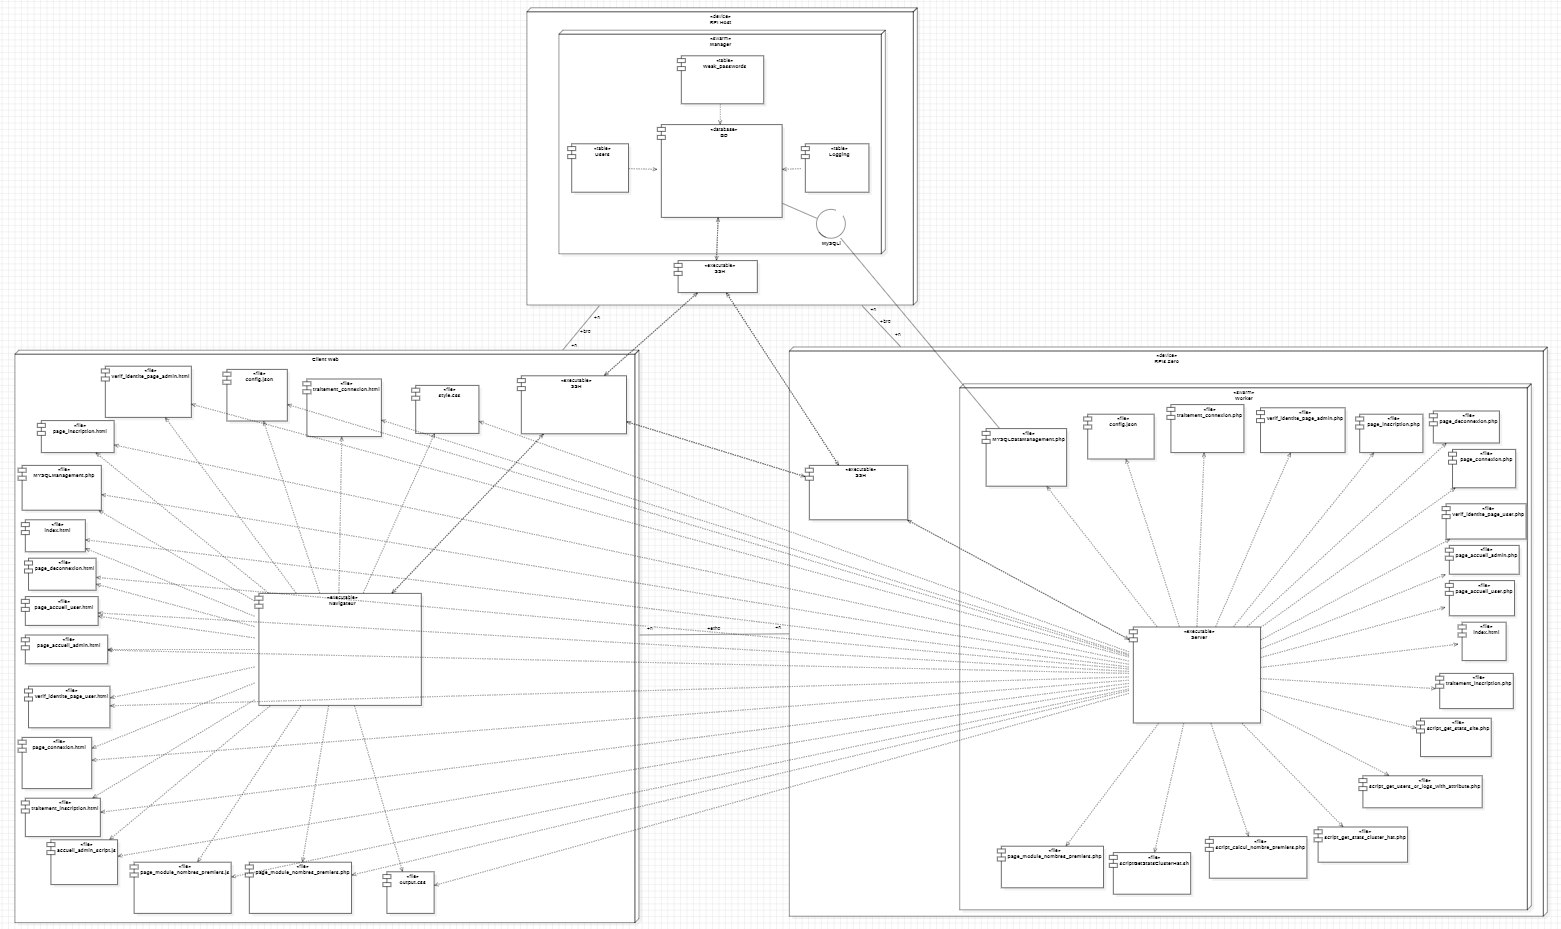 «device»
RPI Host
«swarm»
Manager
«table»
Weak_passwords
«database»
BD
«table»
Users
«table»
Logging
MySQLi
«executable»
SSH
Client Web
«file»
verif_identite_page_admin.html
«file»
config.json
«file»
traitement_connexion.html
«file»
style.css
«executable»
SSH
«file»
page_inscription.html
«file»
MYSQLManagement.php
«file»
index.html
«file»
page_deconnexion.html
«file»
page_accueil_user.html
«file»
page_accueil_admin.html
«file»
verif_identite_page_user.html
«file»
page_connexion.html
«file»
traitement_inscription.html
«file»
accueil_admin_script.js
«file»
page_module_nombres_premiers.js
«file»
page_module_nombres_premiers.php
«file»
output.css
«executable»
Navigateur
+n
+n
+n
+n
+n
+eth0
+n
«device»
RPIs Zero
«executable»
SSH
«swarm»
Worker
«file»
MYSQLDataManagement.php
«file»
config.json
«file»
traitement_connexion.php
«file»
verif_identite_page_admin.php
«file»
page_inscription.php
«file»
page_deconnexion.php
«file»
page_connexion.php
«file»
verif_identite_page_user.php
«file»
page_accueil_admin.php
«file»
page_accueil_user.php
«file»
index.html
«file»
traitement_inscription.php
«file»
script_get_stats_site.php
«file»
script_get_users_or_logs_with_attribute.php
«file»
script_get_stats_cluster_hat.php
«file»
script_calcul_nombre_premiers.php
«file»
scriptGetStatsClusterHat.sh
«file»
page_module_nombres_premiers.php
«executable»
Server